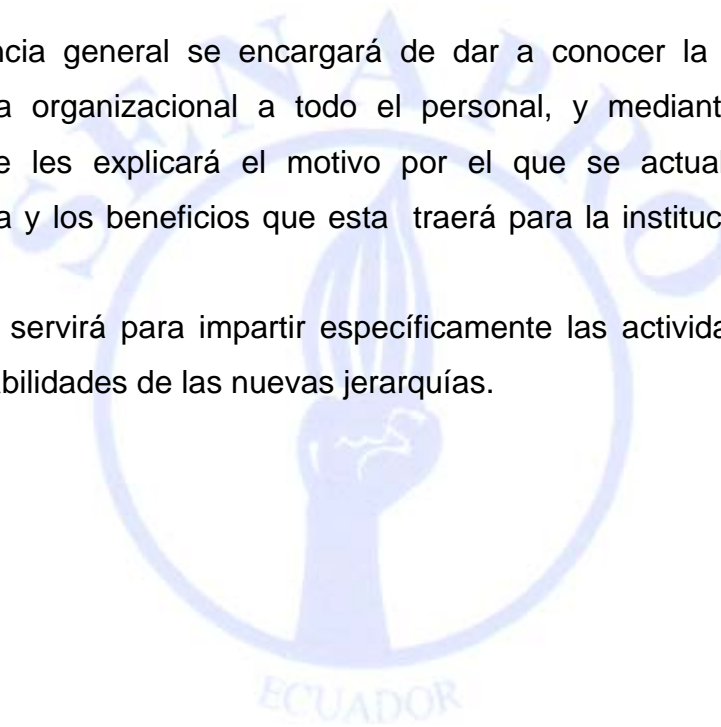 ncia general se encargará de dar a conocer la
a organizacional a todo el personal, y mediant
e les explicará el motivo por el que se actual
a y los beneficios que esta traerá para la instituc
servirá para impartir específicamente las activida
bilidades de las nuevas jerarquías.
SENAPRO
ECUADOR